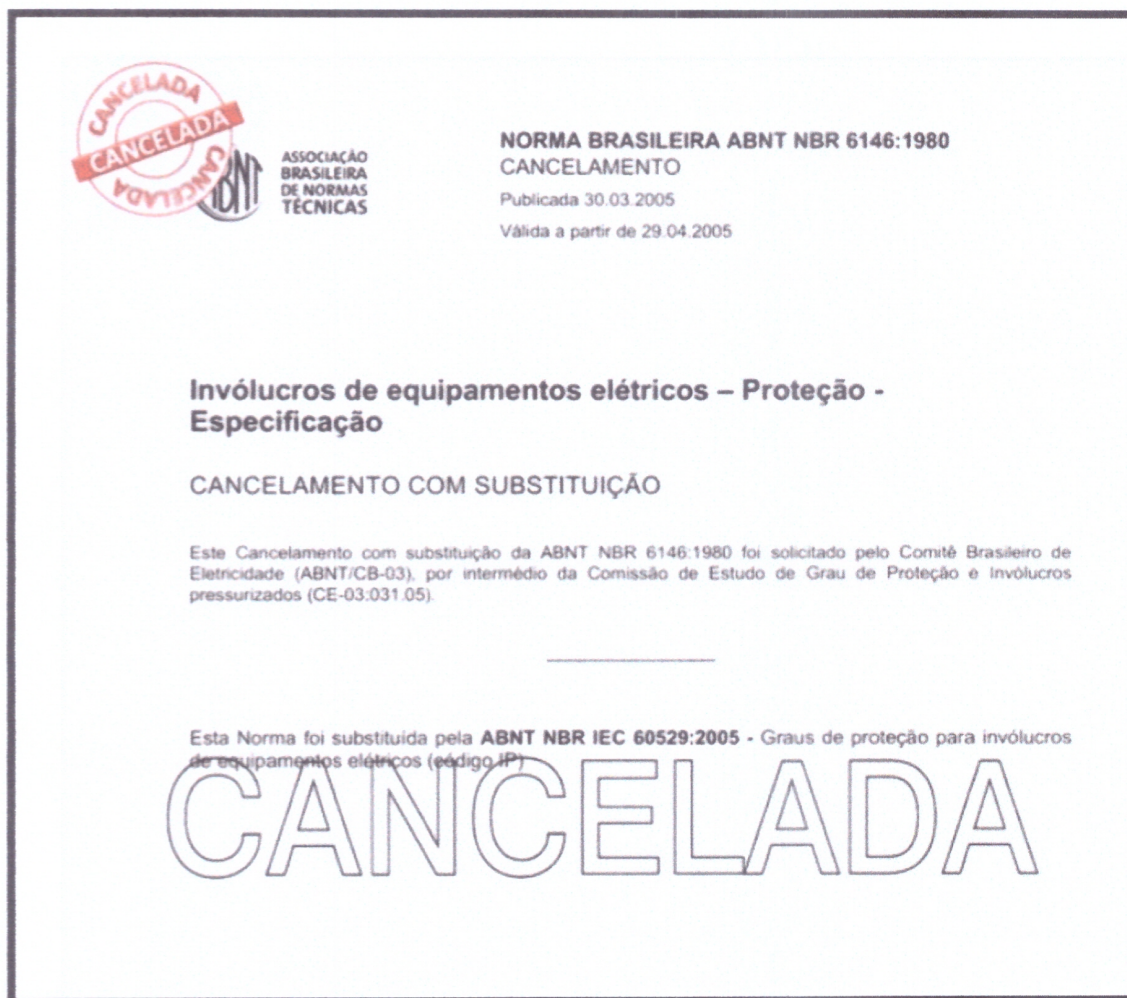 CANCELADA
CANCELADA
CANCELADA
CANCELADA
ABNT
ASSOCIAÇÃO
BRASILEIRA
DE NORMAS
TÉCNICAS
NORMA BRASILEIRA ABNT NBR 6146:1980
CANCELAMENTO
Publicada 30.03.2005
Válida a partir de 29.04.2005
Invólucros de equipamentos elétricos – Proteção -
Especificação
CANCELAMENTO COM SUBSTITUIÇÃO
Este Cancelamento com substituição da ABNT NBR 6146:1980 foi solicitado pelo Comitê Brasileiro de
Eletricidade (ABNT/CB-03), por intermédio da Comissão de Estudo de Grau de Proteção e Invólucros
pressurizados (CE-03:031.05).
Esta Norma foi substituída pela ABNT NBR IEC 60529:2005 - Graus de proteção para invólucros
de equipamentos elétricos (código IP)
CANCELADA